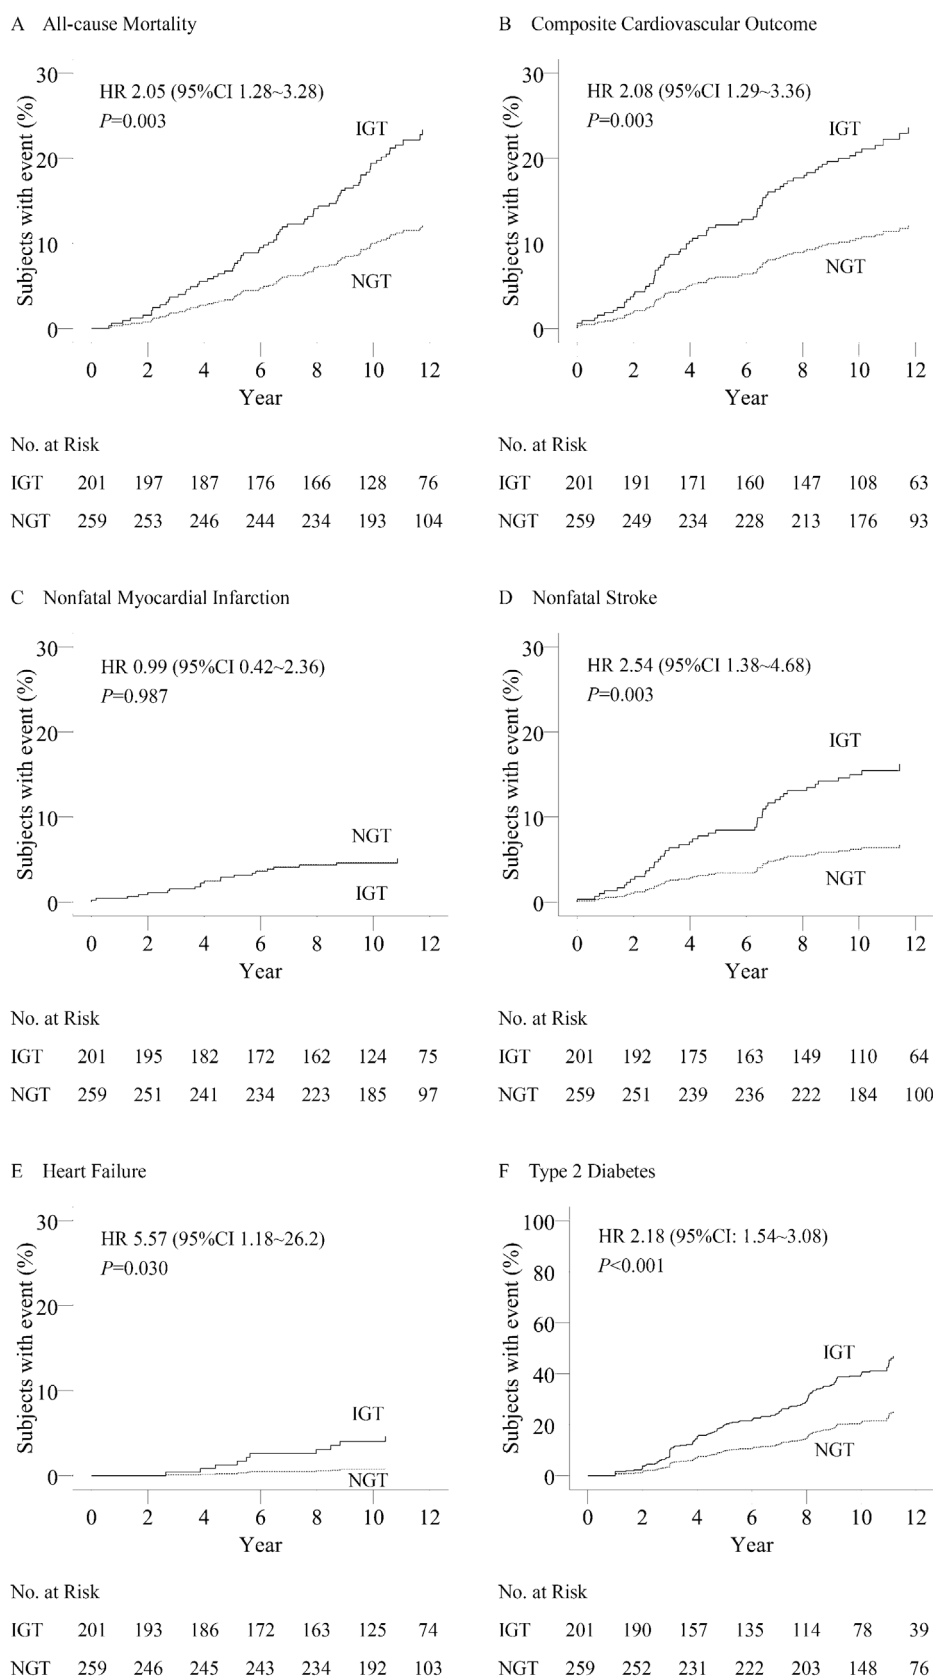 A All-cause Mortality
Subjects with event (%)
30
20
10
0
HR 2.05 (95%CI 1.28~3.28)
P=0.003
IGT
NGT
0 2 4 6 8 10 12
Year
No. at Risk
IGT 201 197 187 176 166 128 76
NGT 259 253 246 244 234 193 104
B Composite Cardiovascular Outcome
Subjects with event (%)
30
20
10
0
HR 2.08 (95%CI 1.29~3.36)
P=0.003
IGT
NGT
0 2 4 6 8 10 12
Year
No. at Risk
IGT 201 191 171 160 147 108 63
NGT 259 249 234 228 213 176 93
C Nonfatal Myocardial Infarction
Subjects with event (%)
30
20
10
0
HR 0.99 (95%CI 0.42~2.36)
P=0.987
NGT
IGT
0 2 4 6 8 10 12
Year
No. at Risk
IGT 201 195 182 172 162 124 75
NGT 259 251 241 234 223 185 97
D Nonfatal Stroke
Subjects with event (%)
30
20
10
0
HR 2.54 (95%CI 1.38~4.68)
P=0.003
IGT
NGT
0 2 4 6 8 10 12
Year
No. at Risk
IGT 201 192 175 163 149 110 64
NGT 259 251 239 236 222 184 100
E Heart Failure
Subjects with event (%)
30
20
10
0
HR 5.57 (95%CI 1.18~26.2)
P=0.030
IGT
NGT
0 2 4 6 8 10 12
Year
No. at Risk
IGT 201 193 186 172 163 125 74
NGT 259 246 245 243 234 192 103
F Type 2 Diabetes
Subjects with event (%)
100
80
60
40
20
0
HR 2.18 (95%CI: 1.54~3.08)
P<0.001
IGT
NGT
0 2 4 6 8 10 12
Year
No. at Risk
IGT 201 190 157 135 114 78 39
NGT 259 252 231 222 203 148 76